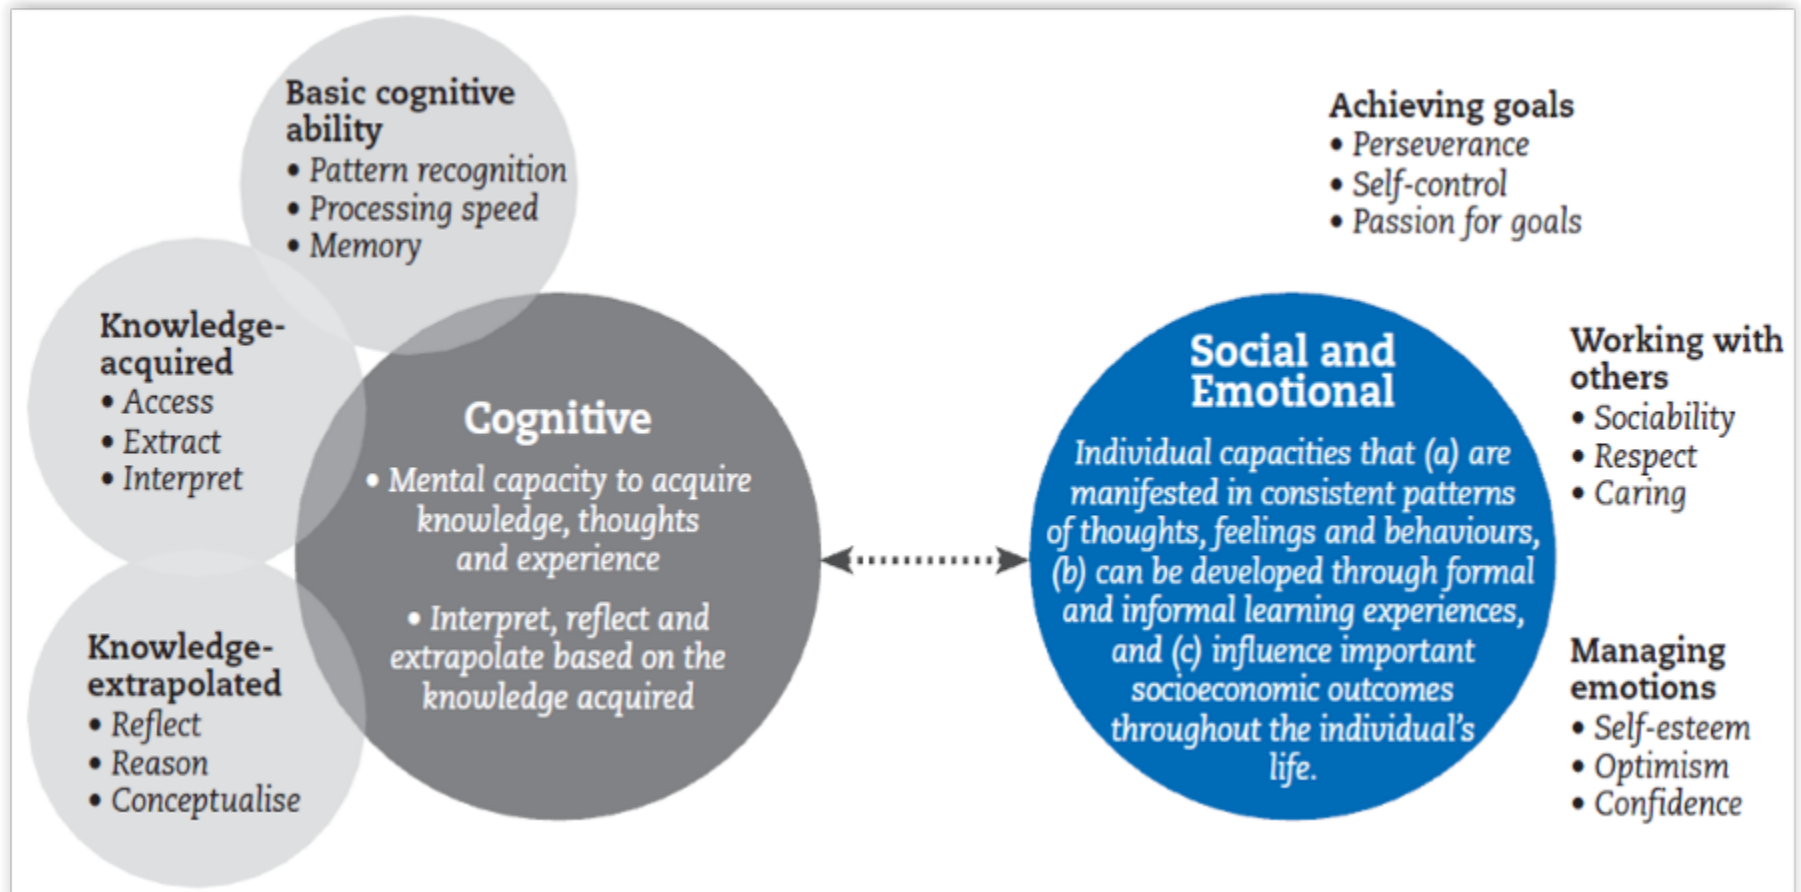 Basic cognitive
ability
• Pattern recognition
• Processing speed
• Memory
Knowledge-
acquired
• Access
• Extract
• Interpret
Knowledge-
extrapolated
• Reflect
• Reason
• Conceptualise
Cognitive
• Mental capacity to acquire
knowledge, thoughts
and experience
• Interpret, reflect and
extrapolate based on the
knowledge acquired
Social and
Emotional
Individual capacities that (a) are
manifested in consistent patterns
of thoughts, feelings and behaviours,
(b) can be developed through formal
and informal learning experiences,
and (c) influence important
socioeconomic outcomes
throughout the individual's
life.
Achieving goals
• Perseverance
• Self-control
• Passion for goals
Working with
others
• Sociability
• Respect
• Caring
Managing
emotions
• Self-esteem
• Optimism
• Confidence